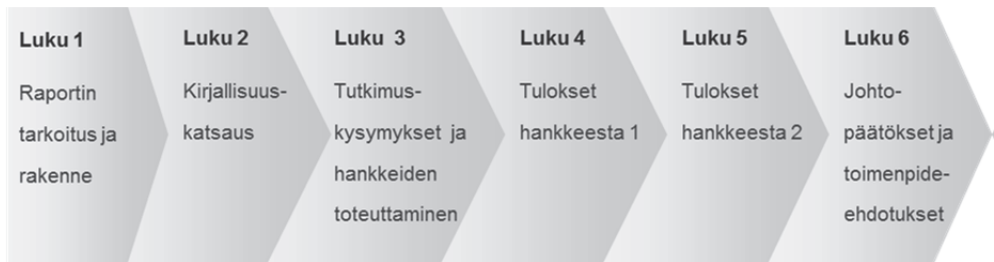 Luku 1
Raportin
tarkoitus ja
rakenne
Luku 2
Kirjallisuus-
katsaus
Luku 3
Tutkimus-
kysymykset ja
hankkeiden
toteuttaminen
Luku 4
Tulokset
hankkeesta 1
Luku 5
Tulokset
hankkeesta 2
Luku 6
Johto-
päätökset ja
toimenpide-
ehdotukset